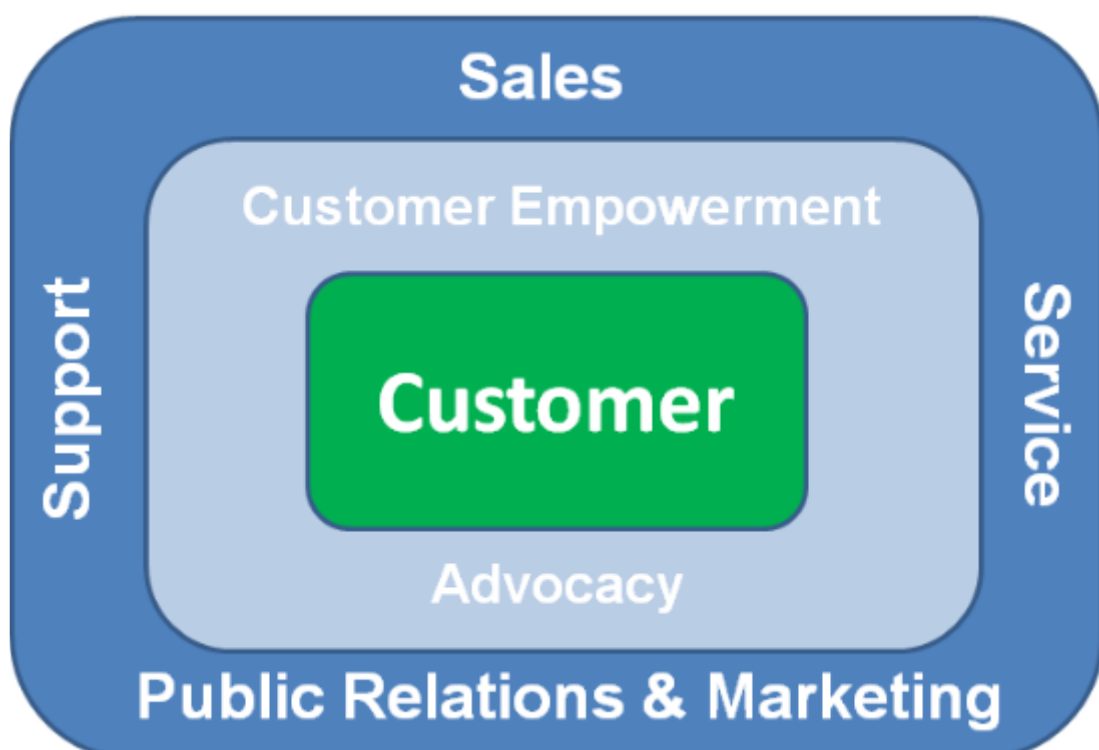 Sales
Customer Empowerment
Support
Customer
Service
Advocacy
Public Relations & Marketing